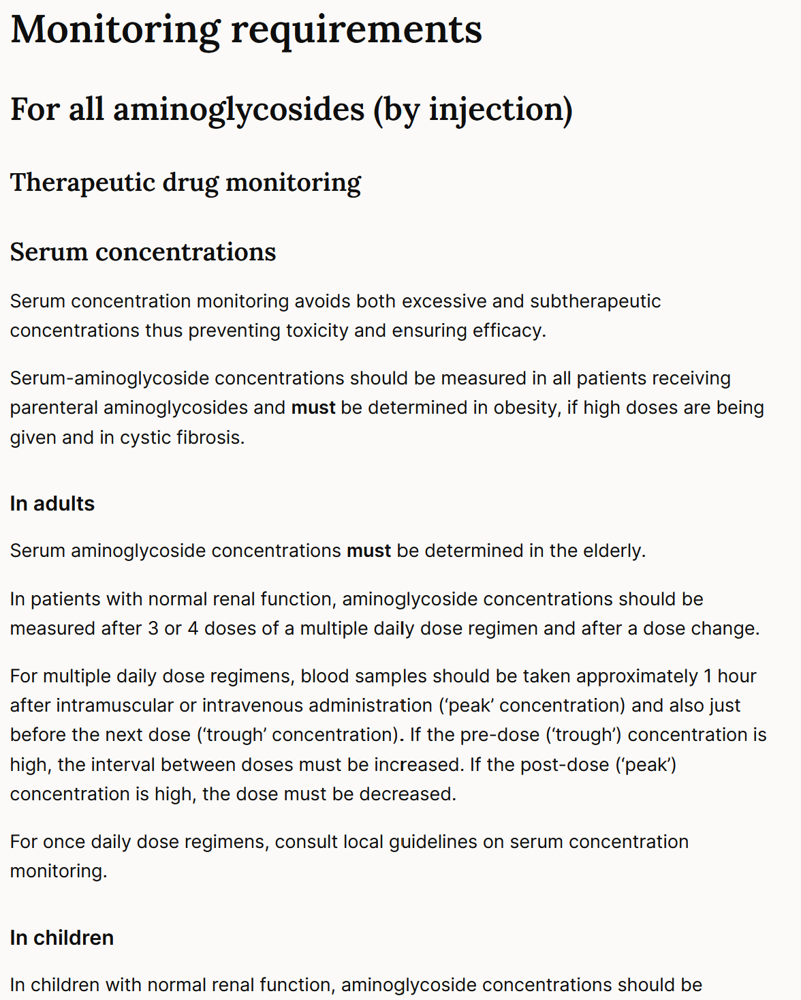 Monitoring requirements
For all aminoglycosides (by injection)
Therapeutic drug monitoring
Serum concentrations
Serum concentration monitoring avoids both excessive and subtherapeutic
concentrations thus preventing toxicity and ensuring efficacy.
Serum-aminoglycoside concentrations should be measured in all patients receiving
parenteral aminoglycosides and must be determined in obesity, if high doses are being
given and in cystic fibrosis.
In adults
Serum aminoglycoside concentrations must be determined in the elderly.
In patients with normal renal function, aminoglycoside concentrations should be
measured after 3 or 4 doses of a multiple daily dose regimen and after a dose change.
For multiple daily dose regimens, blood samples should be taken approximately 1 hour
after intramuscular or intravenous administration (‘peak’ concentration) and also just
before the next dose (‘trough’ concentration). If the pre-dose (‘trough’) concentration is
high, the interval between doses must be increased. If the post-dose (‘peak’)
concentration is high, the dose must be decreased.
For once daily dose regimens, consult local guidelines on serum concentration
monitoring.
In children
In children with normal renal function, aminoglycoside concentrations should be